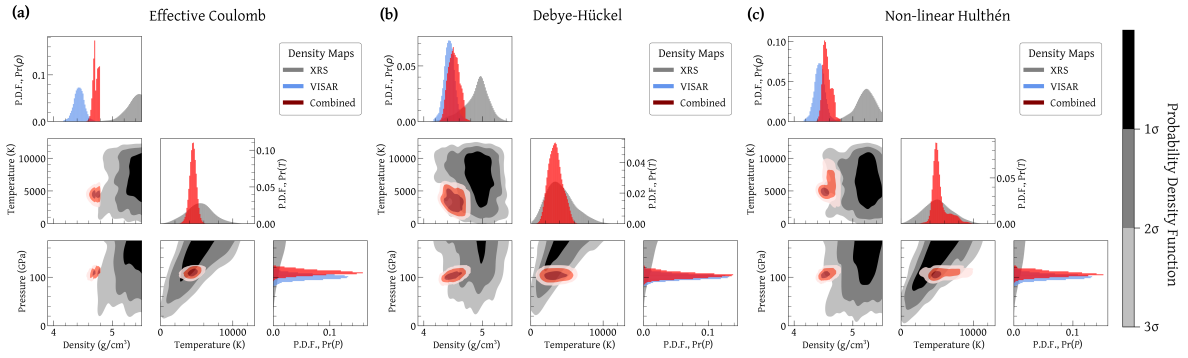 (a)
Effective Coulomb
(b)
Debye-Hückel
(c)
Non-linear Hulthén
P.D.F., Pr(ρ)
0.1
0.0
Density Maps
XRS
VISAR
Combined
P.D.F., Pr(ρ)
0.05
0.00
Density Maps
XRS
VISAR
Combined
P.D.F., Pr(ρ)
0.10
0.05
0.00
Density Maps
XRS
VISAR
Combined
Temperature (K)
10000
5000
0
0.10
0.05
0.00
P.D.F., Pr(T)
Temperature (K)
10000
5000
0
0.04
0.02
0.00
P.D.F., Pr(T)
Temperature (K)
10000
5000
0
0.05
0.00
P.D.F., Pr(T)
Pressure (GPa)
100
0
4
5
Density (g/cm³)
0
10000
Temperature (K)
0.0
0.1
P.D.F., Pr(P)
Pressure (GPa)
100
0
4
5
Density (g/cm³)
0
10000
Temperature (K)
0.0
0.1
P.D.F., Pr(P)
Pressure (GPa)
100
0
4
5
Density (g/cm³)
0
10000
Temperature (K)
0.0
0.1
P.D.F., Pr(P)
1σ
2σ
3σ
Probability Density Function